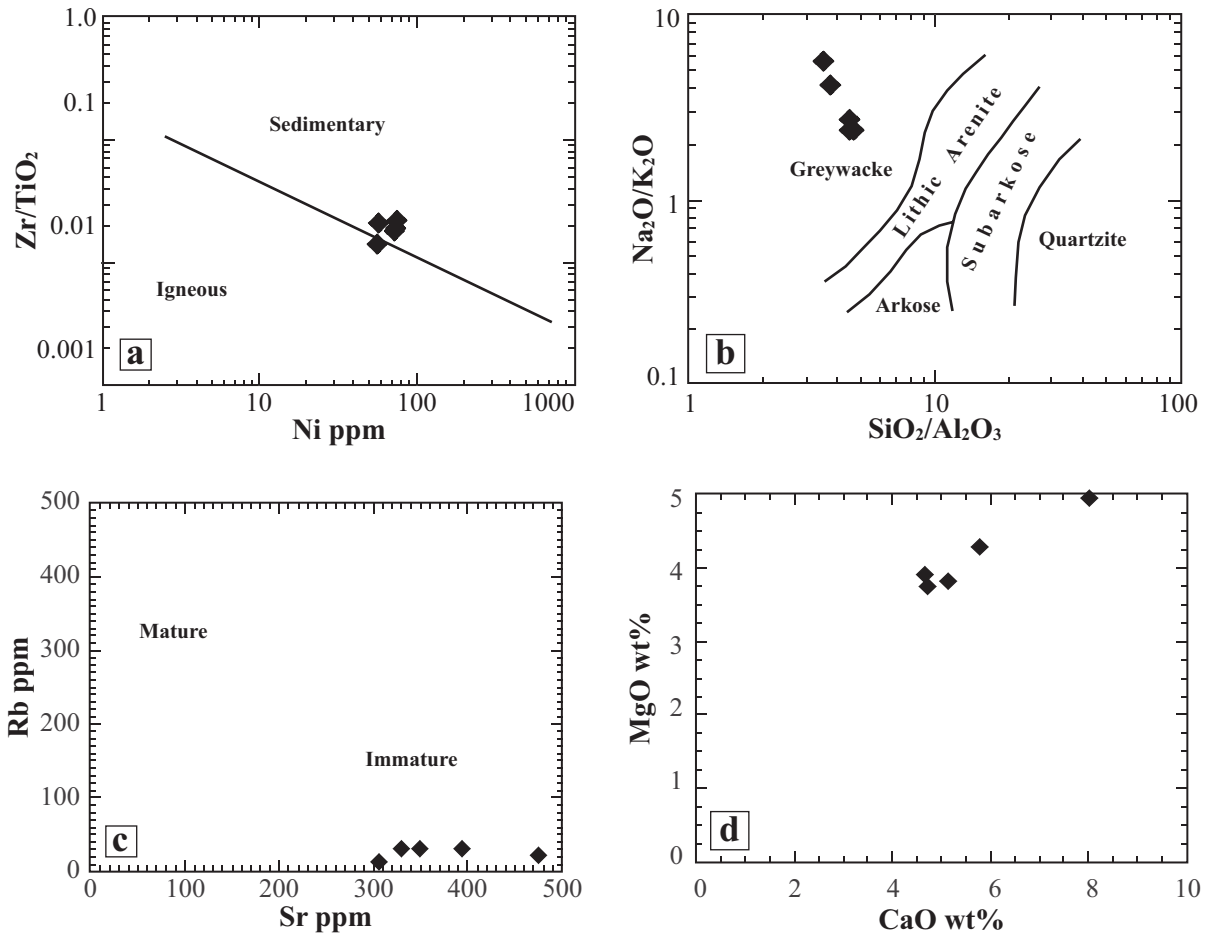 1.0
0.1
0.01
0.001
Zr/TiO₂
Sedimentary
Igneous
a
1 10 100 1000
Ni ppm
10
1
0.1
Na₂O/K₂O
Greywacke
Lithic Arenite
Subarkose
Quartzite
Arkose
b
1 10 100
SiO₂/Al₂O₃
500
400
300
200
100
0
Rb ppm
Mature
Immature
c
0 100 200 300 400 500
Sr ppm
5
4
3
2
1
0
MgO wt%
d
0 2 4 6 8 10
CaO wt%